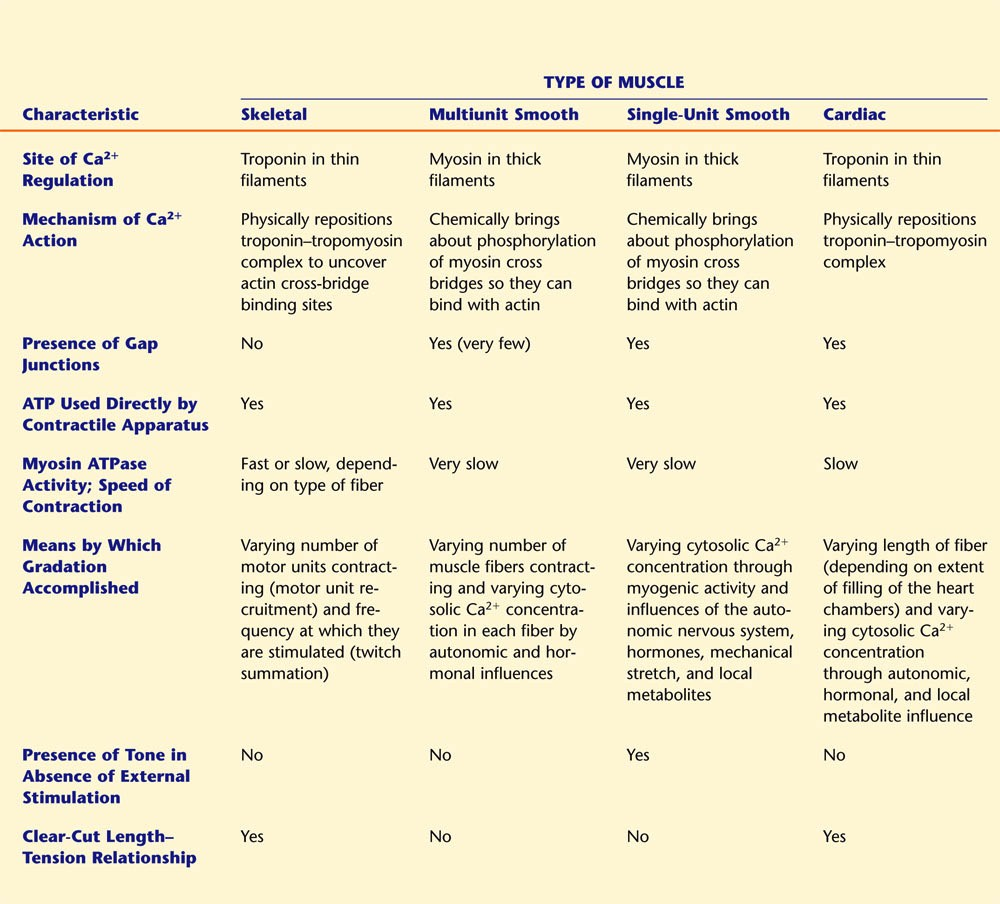 TYPE OF MUSCLE
Characteristic Skeletal Multiunit Smooth Single-Unit Smooth Cardiac
Site of Ca²⁺ Troponin in thin Myosin in thick Myosin in thick Troponin in thin
Regulation filaments filaments filaments filaments
Mechanism of Ca²⁺ Physically repositions Chemically brings Chemically brings Physically repositions
Action troponin–tropomyosin about phosphorylation about phosphorylation troponin–tropomyosin
complex to uncover of myosin cross of myosin cross complex
actin cross-bridge bridges so they can bridges so they can
binding sites bind with actin bind with actin
Presence of Gap No Yes (very few) Yes Yes
Junctions
ATP Used Directly by Yes Yes Yes Yes
Contractile Apparatus
Myosin ATPase Fast or slow, depend- Very slow Very slow Slow
Activity; Speed of ing on type of fiber
Contraction
Means by Which Varying number of Varying number of Varying cytosolic Ca²⁺ Varying length of fiber
Gradation motor units contract- muscle fibers contract- concentration through (depending on extent
Accomplished ing (motor unit re- ing and varying cyto- myogenic activity and of filling of the heart
cruitment) and fre- solic Ca²⁺ concentra- influences of the auto- chambers) and vary-
quency at which they tion in each fiber by nomic nervous system, ing cytosolic Ca²⁺
are stimulated (twitch autonomic and hor- hormones, mechanical concentration
summation) monal influences stretch, and local through autonomic,
metabolites hormonal, and local
metabolite influence
Presence of Tone in No No Yes No
Absence of External
Stimulation
Clear-Cut Length– Yes No No Yes
Tension Relationship